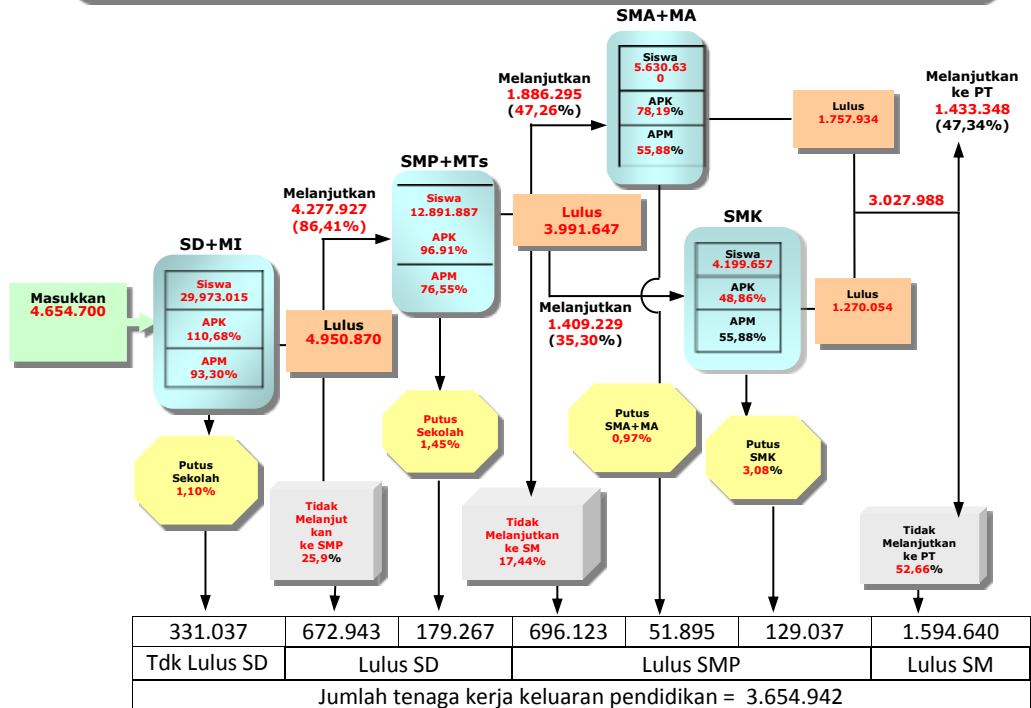 SMA+MA
Siswa
5.630.63
0
APK
78,19%
APM
55,88%
Melanjutkan
1.886.295
(47,26%)
Lulus
1.757.934
Melanjutkan
ke PT
1.433.348
(47,34%)
SMP+MTs
Siswa
12.891.887
APK
96.91%
APM
76,55%
Melanjutkan
4.277.927
(86,41%)
Lulus
3.991.647
3.027.988
SMK
Siswa
4.199.657
APK
48,86%
APM
55,88%
Lulus
1.270.054
SD+MI
Siswa
29,973.015
APK
110,68%
APM
93,30%
Masukkan
4.654.700
Lulus
4.950.870
Melanjutkan
1.409.229
(35,30%)
Putus
Sekolah
1,10%
Putus
Sekolah
1,45%
Putus
SMA+MA
0,97%
Putus
SMK
3,08%
Tidak
Melanjut
kan
ke SMP
25,9%
Tidak
Melanjutkan
ke SM
17,44%
Tidak
Melanjutkan
ke PT
52,66%
331.037 672.943 179.267 696.123 51.895 129.037 1.594.640
Tdk Lulus SD Lulus SD Lulus SMP Lulus SM
Jumlah tenaga kerja keluaran pendidikan = 3.654.942